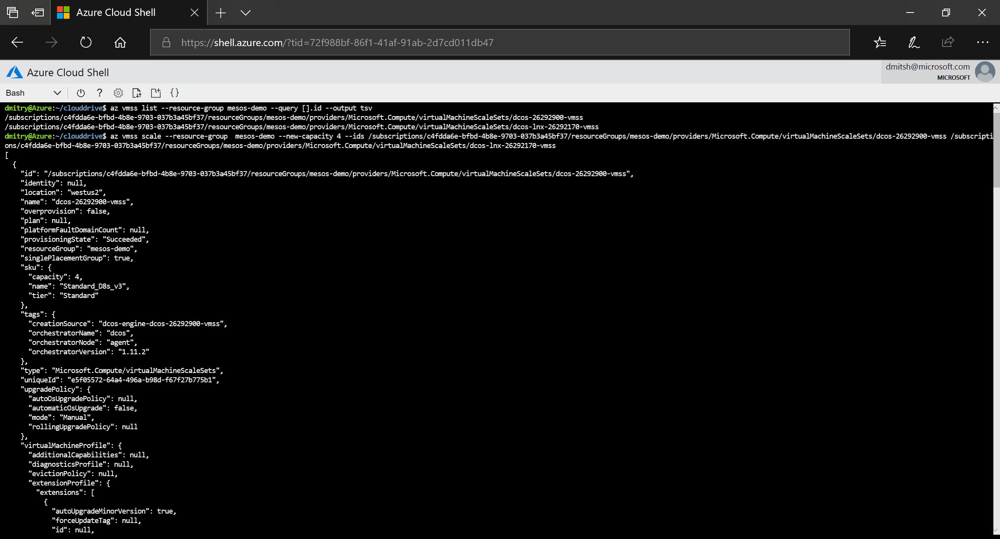 Azure Cloud Shell
https://shell.azure.com/?tid=72f988bf-86f1-41af-91ab-2d7cd011db47
Azure Cloud Shell
dmitsh@microsoft.com
MICROSOFT
Bash
dmitry@Azure:~/clouddrive$ az vmss list --resource-group mesos-demo --query [].id --output tsv
/subscriptions/c4fdda6e-bfbd-4b8e-9703-037b3a45bf37/resourceGroups/mesos-demo/providers/Microsoft.Compute/virtualMachineScaleSets/dcos-26292900-vmss
/subscriptions/c4fdda6e-bfbd-4b8e-9703-037b3a45bf37/resourceGroups/mesos-demo/providers/Microsoft.Compute/virtualMachineScaleSets/dcos-lnx-26292170-vmss
dmitry@Azure:~/clouddrive$ az vmss scale --resource-group  mesos-demo --new-capacity 4 --ids /subscriptions/c4fdda6e-bfbd-4b8e-9703-037b3a45bf37/resourceGroups/mesos-demo/providers/Microsoft.Compute/virtualMachineScaleSets/dcos-26292900-vmss /subscripti
ons/c4fdda6e-bfbd-4b8e-9703-037b3a45bf37/resourceGroups/mesos-demo/providers/Microsoft.Compute/virtualMachineScaleSets/dcos-lnx-26292170-vmss
[
  {
    "id": "/subscriptions/c4fdda6e-bfbd-4b8e-9703-037b3a45bf37/resourceGroups/mesos-demo/providers/Microsoft.Compute/virtualMachineScaleSets/dcos-26292900-vmss",
    "identity": null,
    "location": "westus2",
    "name": "dcos-26292900-vmss",
    "overprovision": false,
    "plan": null,
    "platformFaultDomainCount": null,
    "provisioningState": "Succeeded",
    "resourceGroup": "mesos-demo",
    "singlePlacementGroup": true,
    "sku": {
      "capacity": 4,
      "name": "Standard_D8s_v3",
      "tier": "Standard"
    },
    "tags": {
      "creationSource": "dcos-engine-dcos-26292900-vmss",
      "orchestratorName": "dcos",
      "orchestratorNode": "agent",
      "orchestratorVersion": "1.11.2"
    },
    "type": "Microsoft.Compute/virtualMachineScaleSets",
    "uniqueId": "e5f05572-64a4-496a-b98d-f67f27b775b1",
    "upgradePolicy": {
      "autoOsUpgradePolicy": null,
      "automaticOsUpgrade": false,
      "mode": "Manual",
      "rollingUpgradePolicy": null
    },
    "virtualMachineProfile": {
      "additionalCapabilities": null,
      "diagnosticsProfile": null,
      "evictionPolicy": null,
      "extensionProfile": {
        "extensions": [
          {
            "autoUpgradeMinorVersion": true,
            "forceUpdateTag": null,
            "id": null,